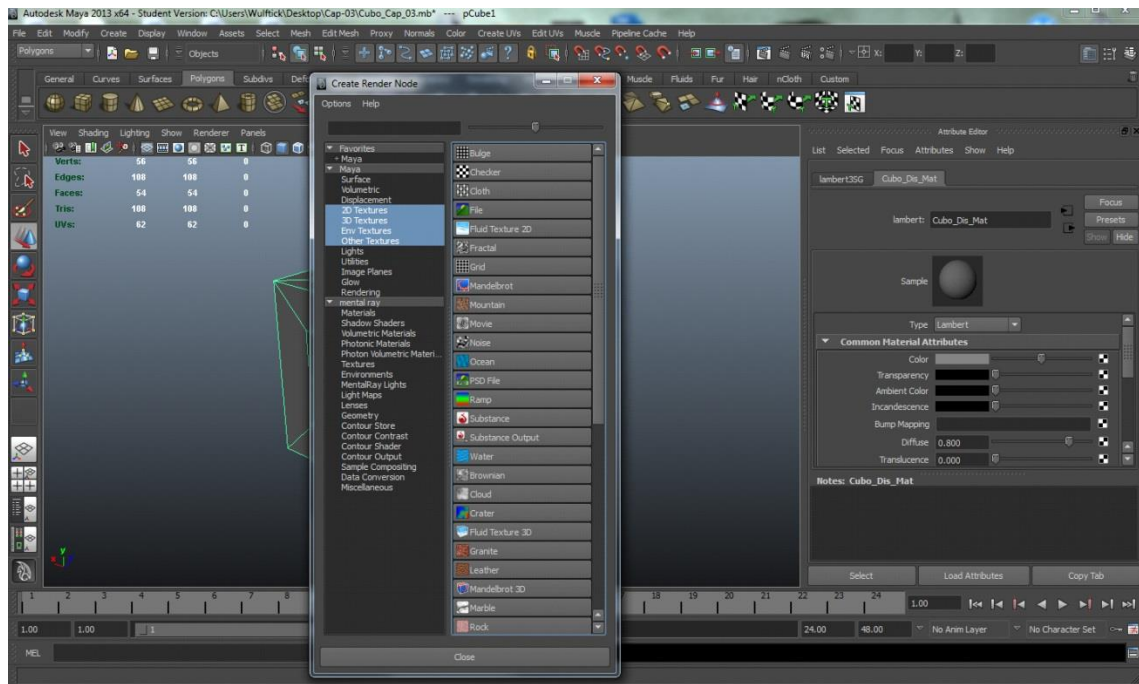 Autodesk Maya 2013 x64 - Student Version: C:\Users\Wulftick\Desktop\Cap-03\Cubo_Cap_03.mb* --- pCube1
File Edit Modify Create Display Window Assets Select Mesh Edit Mesh Proxy Normals Color Create UVs Edit UVs Muscle Pipeline Cache Help
Polygons Objects X: Y: Z:
General Curves Surfaces Polygons Subdivs Muscle Fluids Fur Hair nCloth Custom
View Shading Lighting Show Renderer Panels
Verts: 56 56 0
Edges: 108 108 0
Faces: 54 54 0
Tris: 108 108 0
UVs: 62 62 0
y
Create Render Node
Options Help
Favorites
+ Maya
Maya
Surface
Volumetric
Displacement
2D Textures
3D Textures
Env Textures
Other Textures
Lights
Utilities
Image Planes
Glow
Rendering
mental ray
Materials
Shadow Shaders
Volumetric Materials
Photonic Materials
Photon Volumetric Materi...
Textures
Environments
MentalRay Lights
Light Maps
Lenses
Geometry
Contour Store
Contour Contrast
Contour Shader
Contour Output
Sample Compositing
Data Conversion
Miscellaneous
Bulge
Checker
Cloth
File
Fluid Texture 2D
Fractal
Grid
Mandelbrot
Mountain
Movie
Noise
Ocean
PSD File
Ramp
Substance
Substance Output
Water
Brownian
Cloud
Crater
Fluid Texture 3D
Granite
Leather
Mandelbrot 3D
Marble
Rock
Close
Attribute Editor
List Selected Focus Attributes Show Help
lambert3SG Cubo_Dis_Mat
Focus
lambert: Cubo_Dis_Mat Presets
Show Hide
Sample
Type Lambert
Common Material Attributes
Color
Transparency
Ambient Color
Incandescence
Bump Mapping
Diffuse 0.800
Translucence 0.000
Notes: Cubo_Dis_Mat
Select Load Attributes Copy Tab
1 2 3 4 5 6 7 8 18 19 20 21 22 23 24 1.00
1.00 1.00 1 24.00 48.00 No Anim Layer No Character Set
MEL